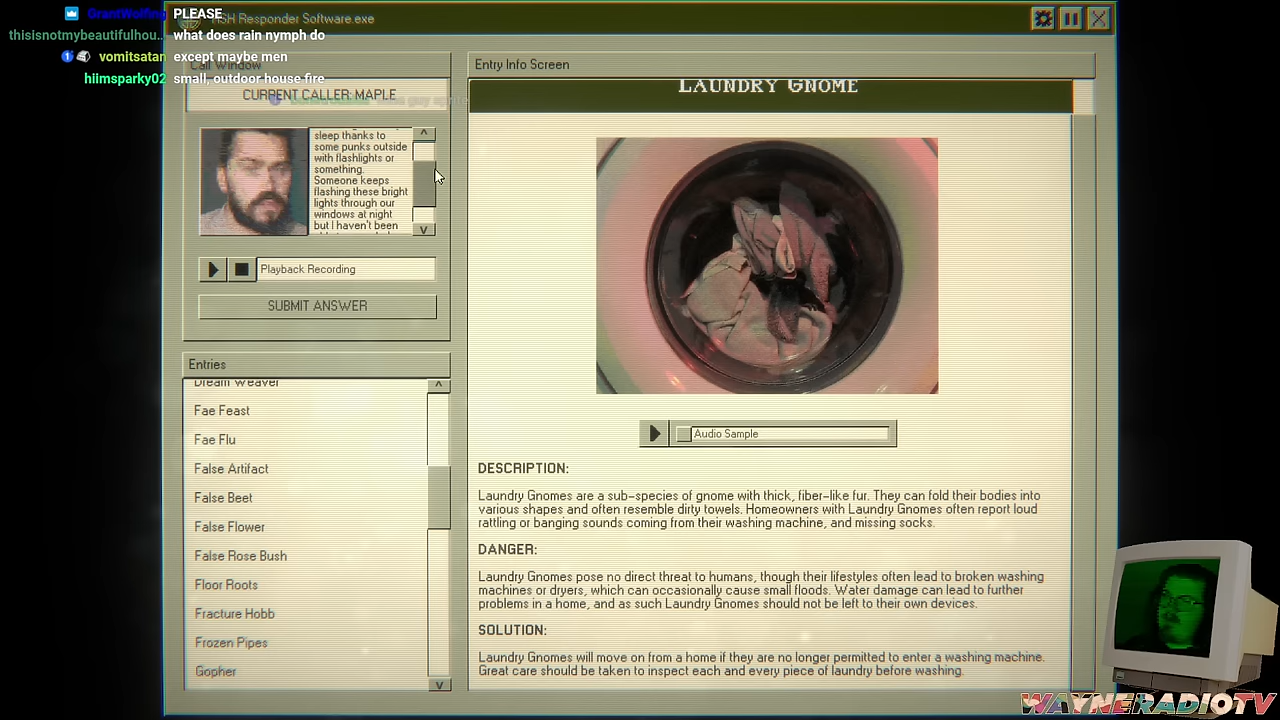 GrantWolfing PLEASE
thisisnotmybeautifulhou... what does rain nymph do
vomitsatan except maybe men
hiimsparky02 small, outdoor house fire
HSH Responder Software.exe
Call Window
CURRENT CALLER: MAPLE
sleep thanks to
some punks outside
with flashlights or
something.
Someone keeps
flashing these bright
lights through our
windows at night
but I haven't been
Playback Recording
SUBMIT ANSWER
Entries
Dream Weaver
Fae Feast
Fae Flu
False Artifact
False Beet
False Flower
False Rose Bush
Floor Roots
Fracture Hobb
Frozen Pipes
Gopher
Entry Info Screen
LAUNDRY GNOME
Audio Sample
DESCRIPTION:
Laundry Gnomes are a sub-species of gnome with thick, fiber-like fur. They can fold their bodies into
various shapes and often resemble dirty towels. Homeowners with Laundry Gnomes often report loud
rattling or banging sounds coming from their washing machine, and missing socks.
DANGER:
Laundry Gnomes pose no direct threat to humans, though their lifestyles often lead to broken washing
machines or dryers, which can occasionally cause small floods. Water damage can lead to further
problems in a home, and as such Laundry Gnomes should not be left to their own devices.
SOLUTION:
Laundry Gnomes will move on from a home if they are no longer permitted to enter a washing machine.
Great care should be taken to inspect each and every piece of laundry before washing.
WAYNERADIOTV